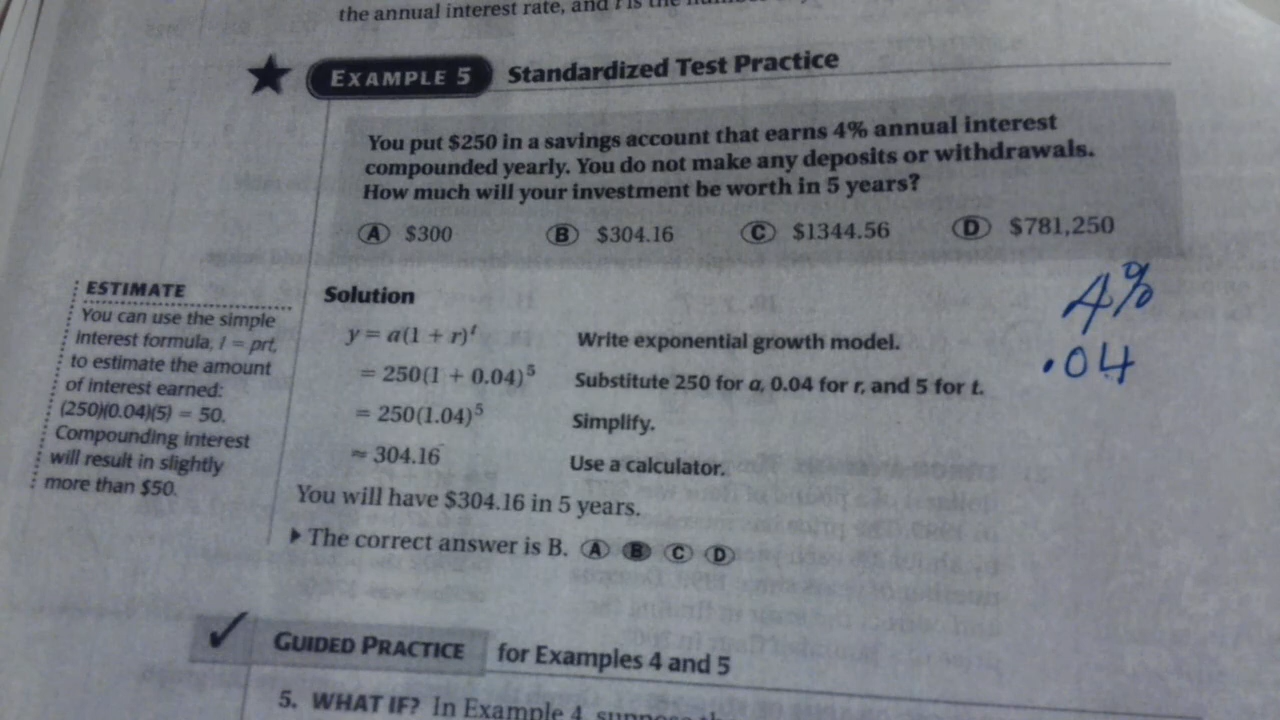 the annual interest rate, and t is the
EXAMPLE 5 Standardized Test Practice
You put $250 in a savings account that earns 4% annual interest
compounded yearly. You do not make any deposits or withdrawals.
How much will your investment be worth in 5 years?
A $300 B $304.16 C $1344.56 D $781,250
ESTIMATE
You can use the simple
interest formula, I = prt,
to estimate the amount
of interest earned:
(250)(0.04)(5) = 50.
Compounding interest
will result in slightly
more than $50.
Solution
y = a(1 + r)^t Write exponential growth model.
= 250(1 + 0.04)^5 Substitute 250 for a, 0.04 for r, and 5 for t.
= 250(1.04)^5 Simplify.
≈ 304.16 Use a calculator.
You will have $304.16 in 5 years.
▶ The correct answer is B. A B C D
4%
.04
✓ GUIDED PRACTICE for Examples 4 and 5
5. WHAT IF? In Example 4,